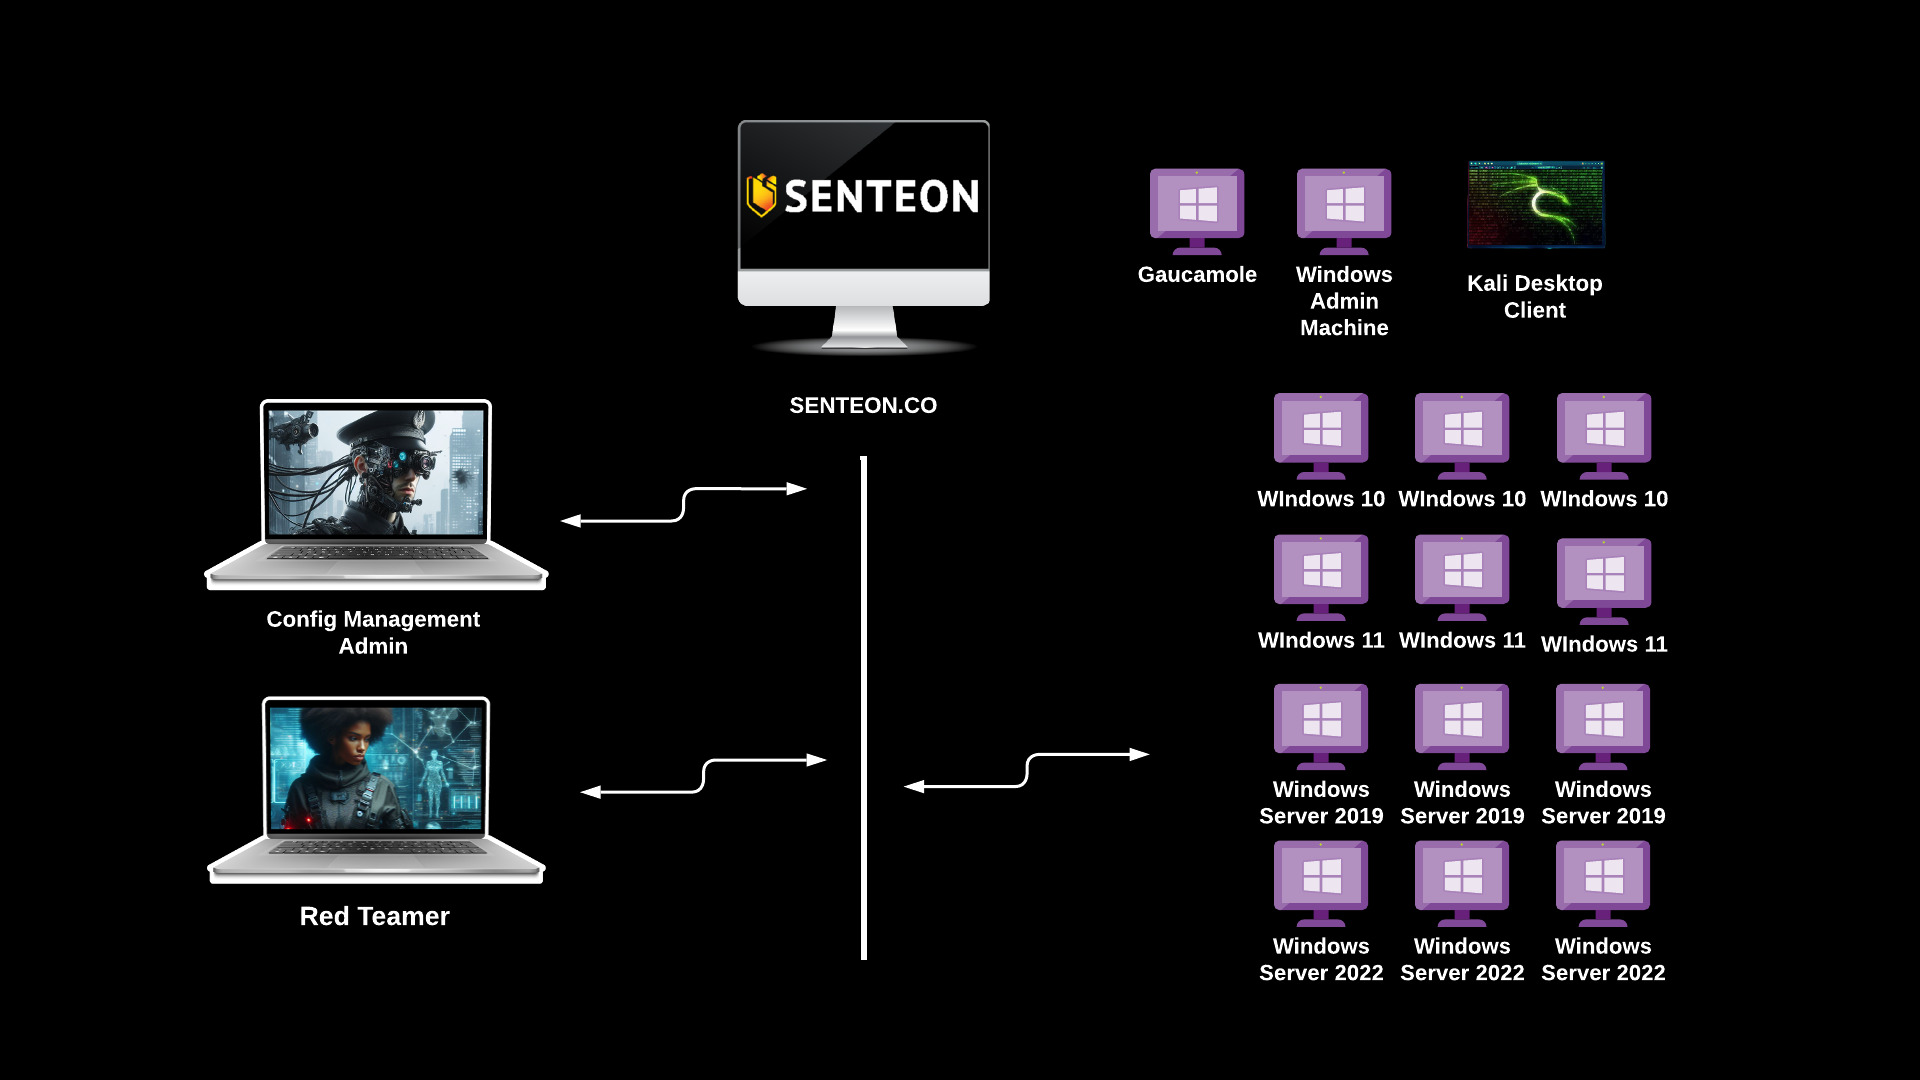 SENTEON
SENTEON.CO
Gaucamole
Windows
Admin
Machine
Kali Desktop
Client
Config Management
Admin
Red Teamer
WIndows 10 WIndows 10 WIndows 10
WIndows 11 WIndows 11 WIndows 11
Windows Windows Windows
Server 2019 Server 2019 Server 2019
Windows Windows Windows
Server 2022 Server 2022 Server 2022